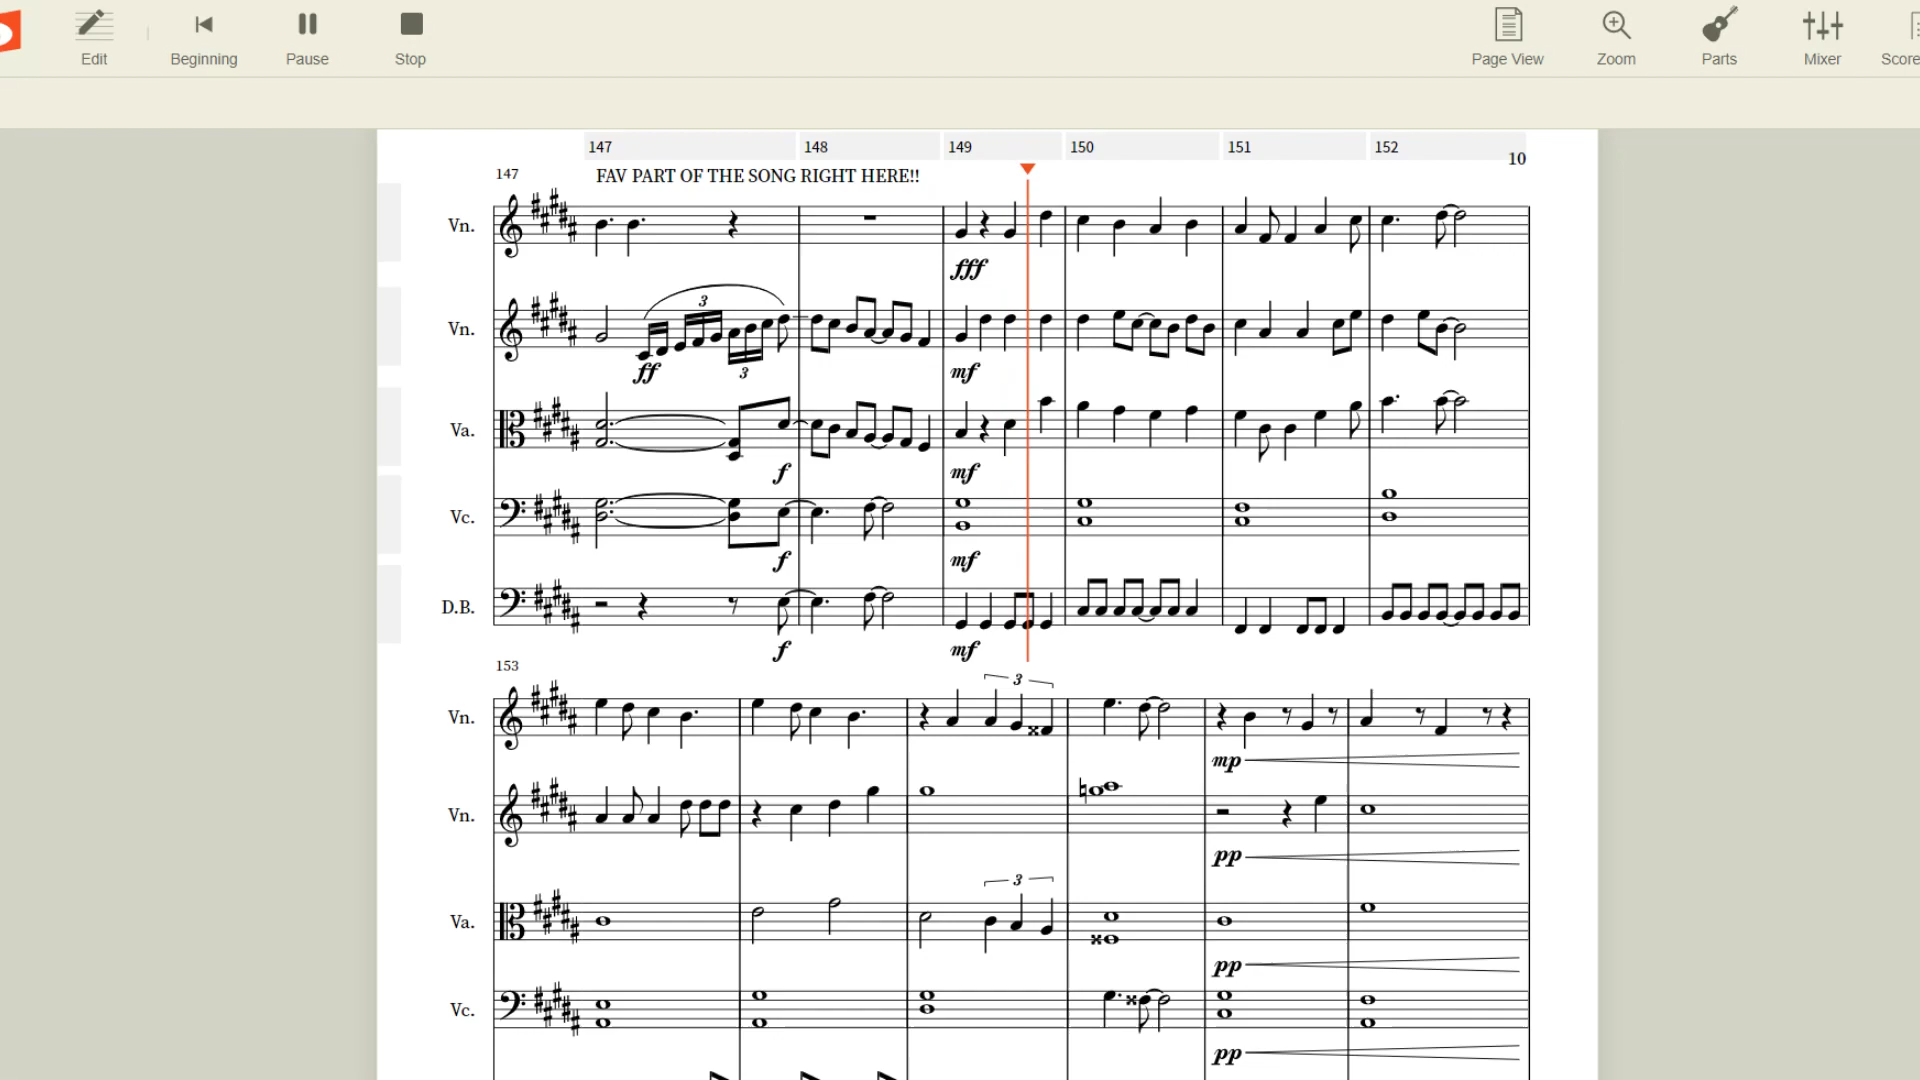 Edit Beginning Pause Stop Page View Zoom Parts Mixer Score
147 148 149 150 151 152
10
147 FAV PART OF THE SONG RIGHT HERE!!
Vn.
fff
3
Vn.
ff 3 mf
Va.
f mf
Vc.
f mf
D.B.
f mf
153
3
Vn.
mp
Vn.
pp
3
Va.
pp
Vc.
pp